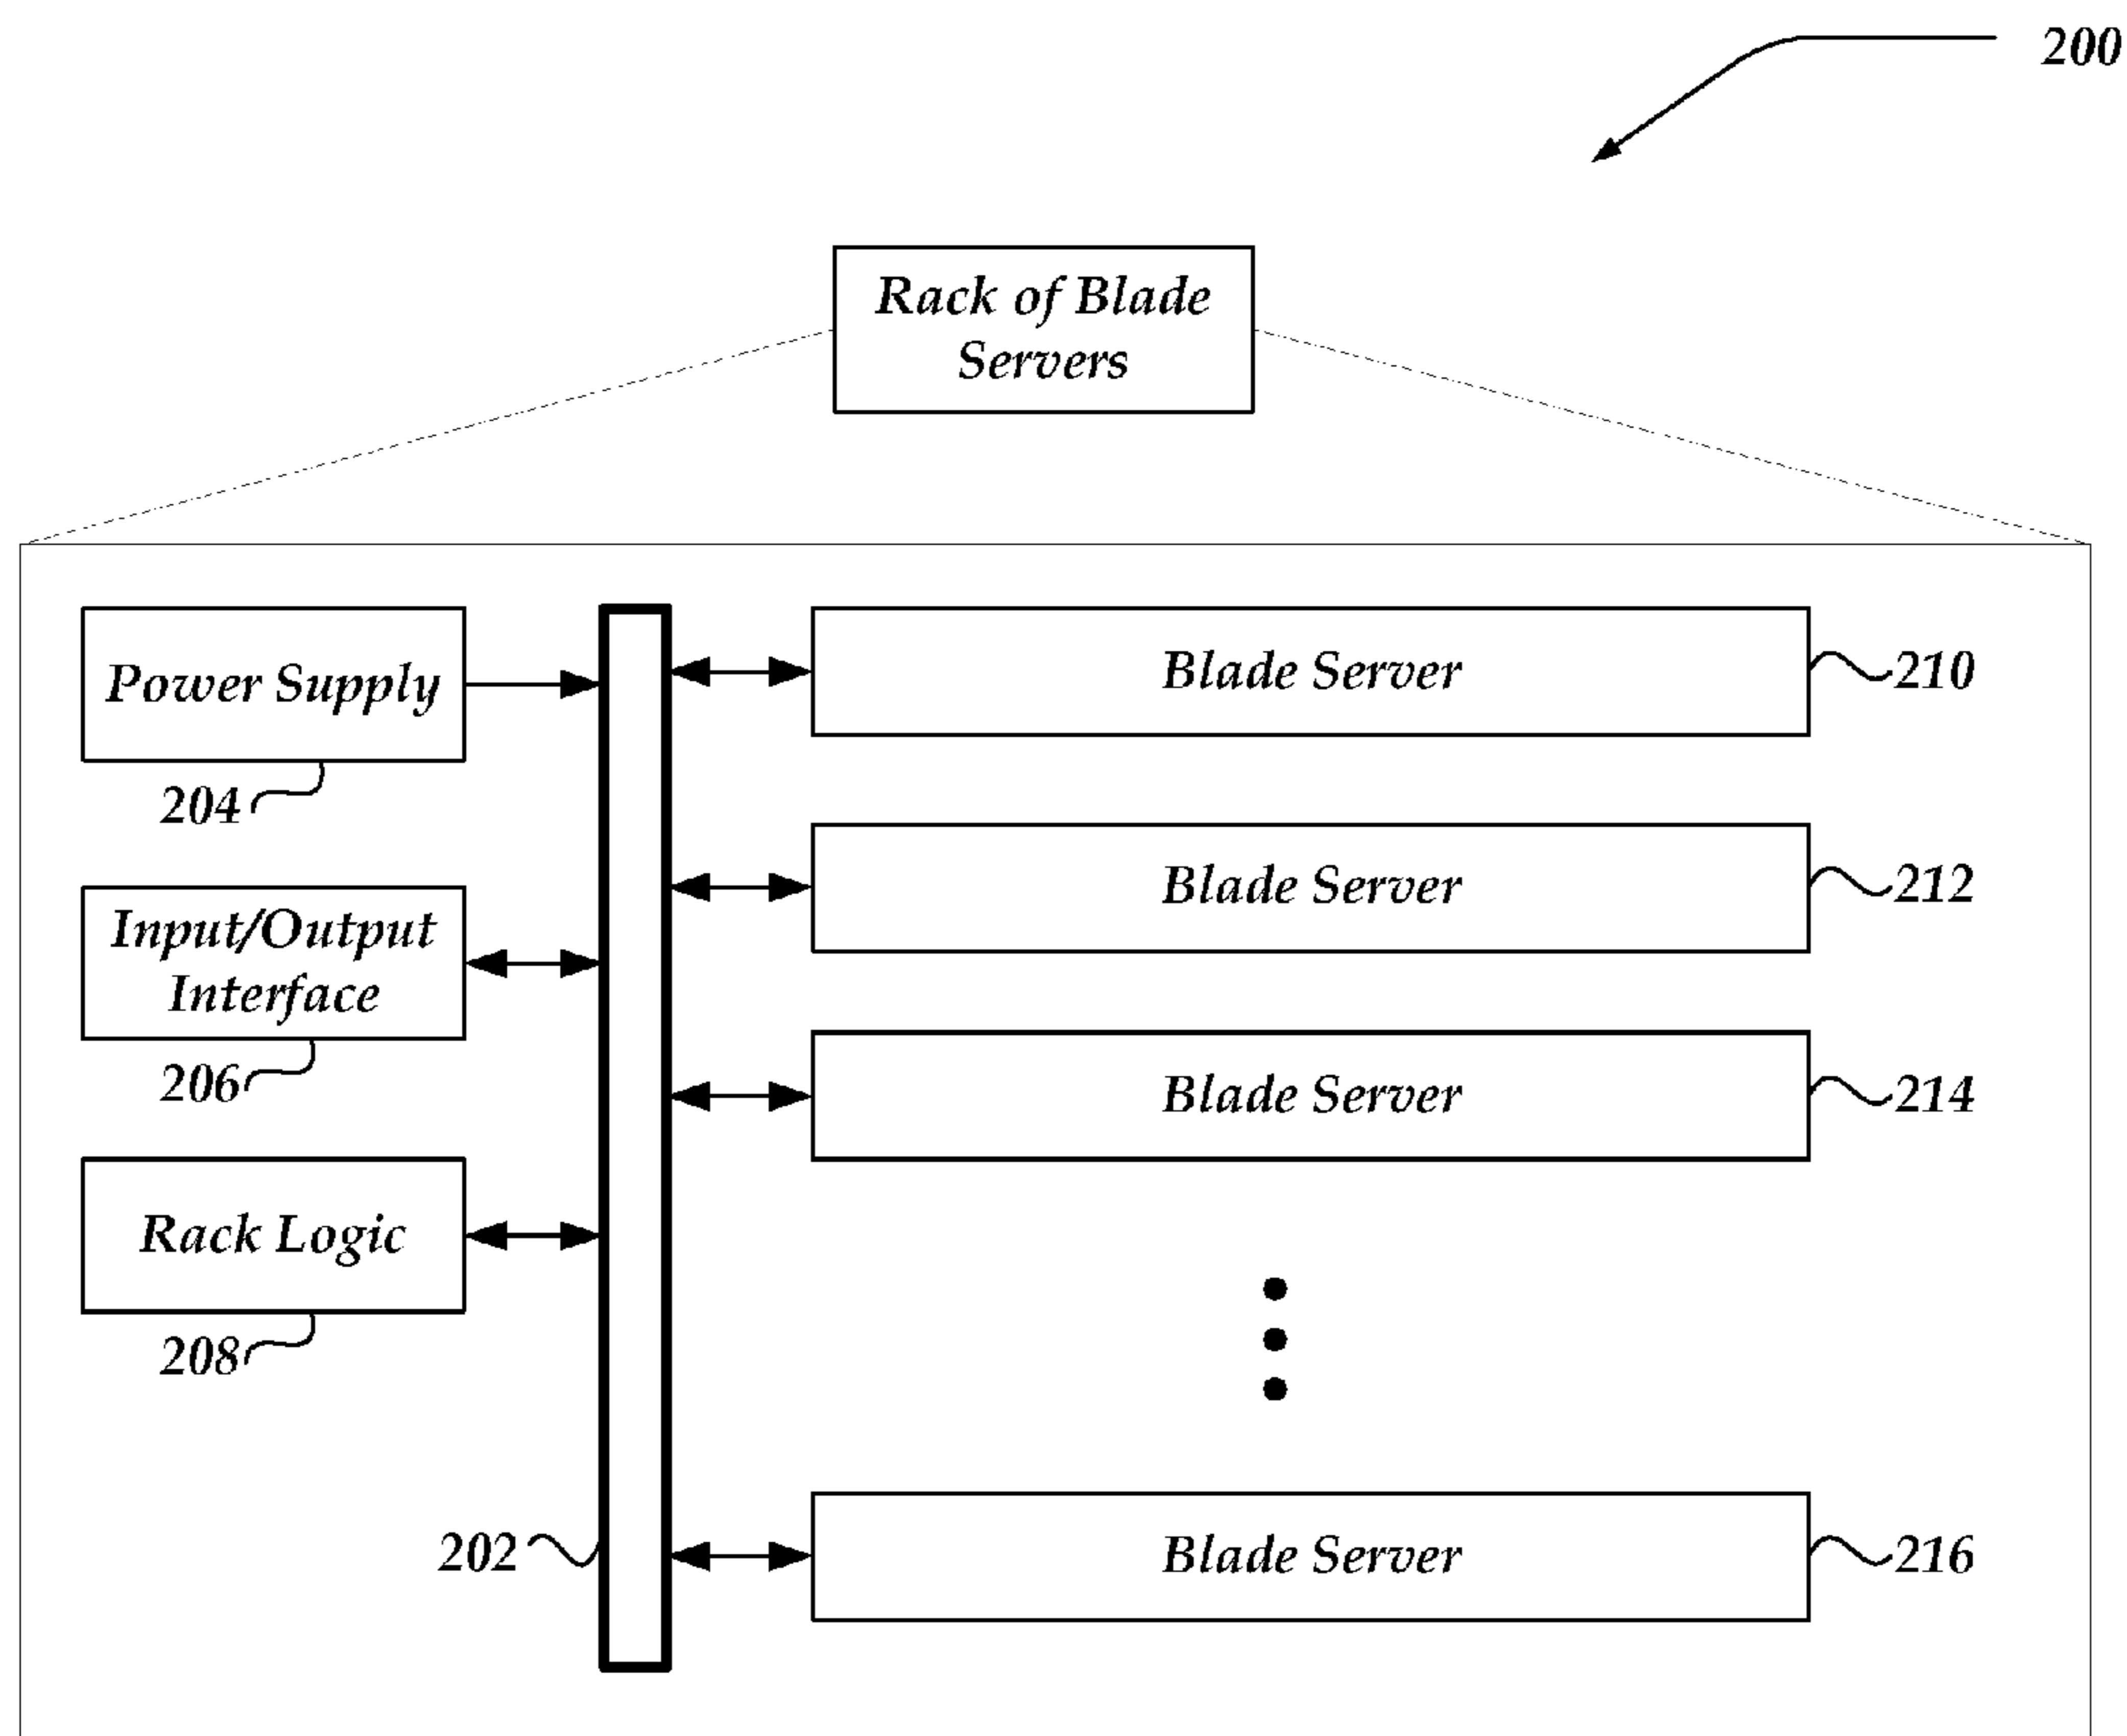 200
Rack of Blade
Servers
Power Supply
204
Input/Output
Interface
206
Rack Logic
208
202
Blade Server
210
Blade Server
212
Blade Server
214
Blade Server
216